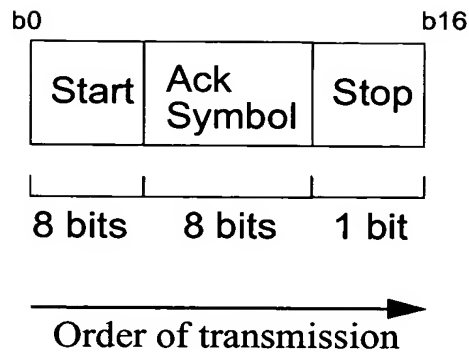 b0 b16
Start Ack Symbol Stop
8 bits 8 bits 1 bit
Order of transmission